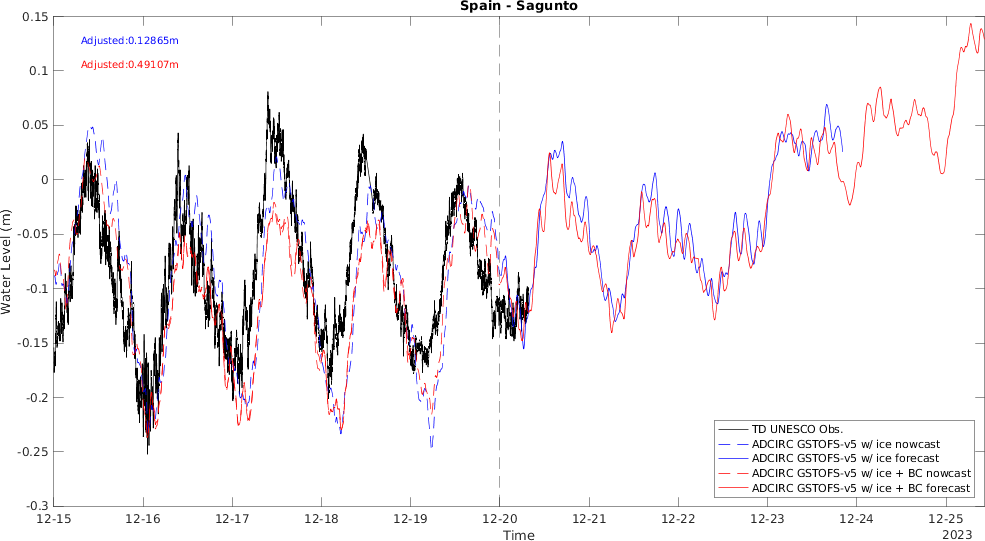 Spain - Sagunto
Adjusted:0.12865m
Adjusted:0.49107m
Water Level (m)
0.15
0.1
0.05
0
-0.05
-0.1
-0.15
-0.2
-0.25
-0.3
TD UNESCO Obs.
ADCIRC GSTOFS-v5 w/ ice nowcast
ADCIRC GSTOFS-v5 w/ ice forecast
ADCIRC GSTOFS-v5 w/ ice + BC nowcast
ADCIRC GSTOFS-v5 w/ ice + BC forecast
12-15 12-16 12-17 12-18 12-19 12-20 12-21 12-22 12-23 12-24 12-25
Time
2023